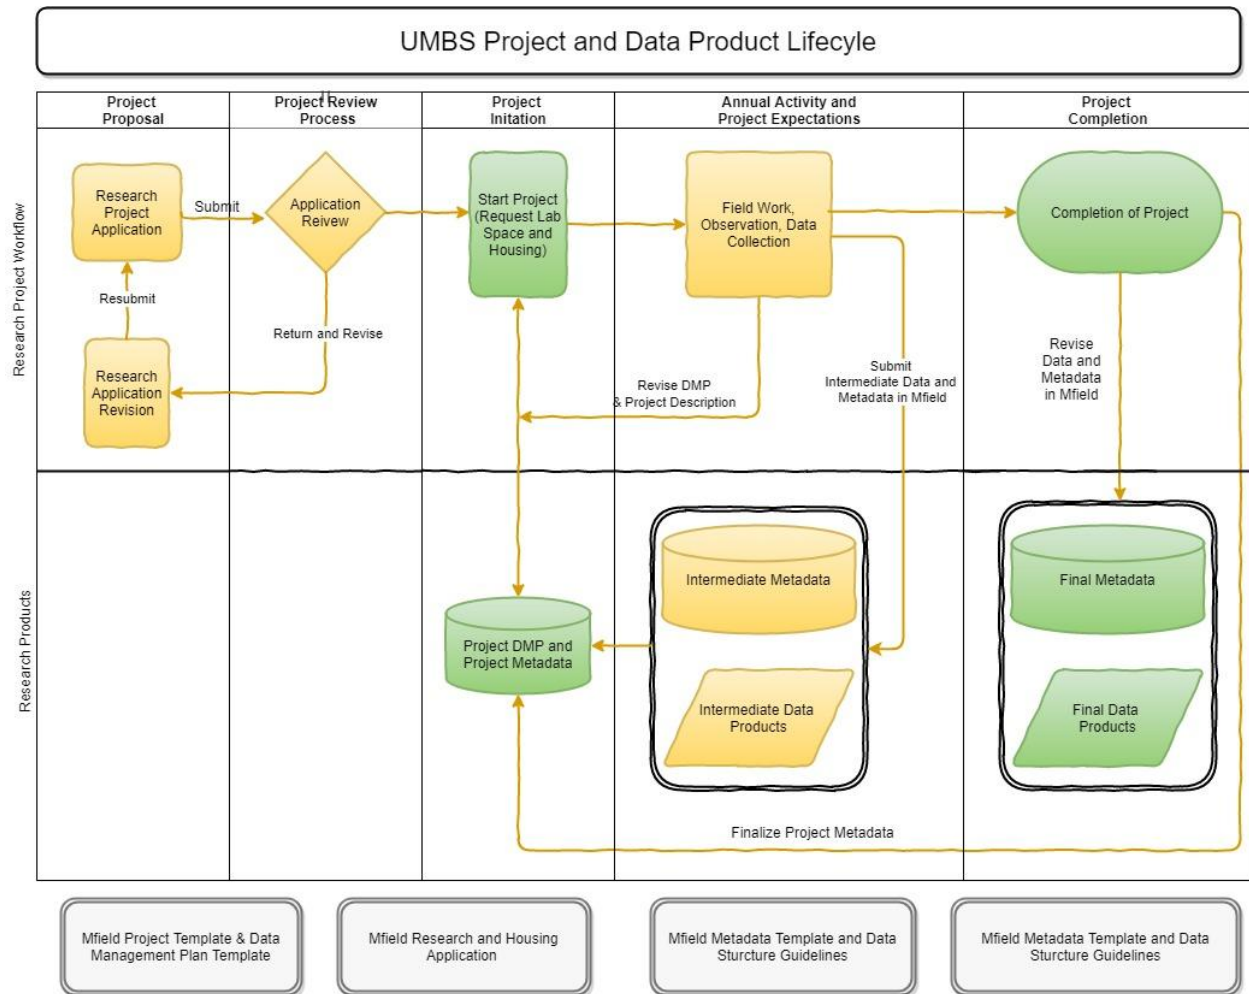 UMBS Project and Data Product Lifecyle
Project
Proposal
Project Review
Process
Project
Initation
Annual Activity and
Project Expectations
Project
Completion
Research Project Workflow
Research
Project
Application
Submit
Application
Reivew
Start Project
(Request Lab
Space and
Housing)
Field Work,
Observation, Data
Collection
Completion of Project
Resubmit
Return and Revise
Research
Application
Revision
Revise DMP
& Project Description
Submit
Intermediate Data and
Metadata in Mfield
Revise
Data and
Metadata
in Mfield
Research Products
Project DMP and
Project Metadata
Intermediate Metadata
Intermediate Data
Products
Final Metadata
Final Data
Products
Finalize Project Metadata
Mfield Project Template & Data
Management Plan Template
Mfield Research and Housing
Application
Mfield Metadata Template and Data
Sturcture Guidelines
Mfield Metadata Template and Data
Sturcture Guidelines